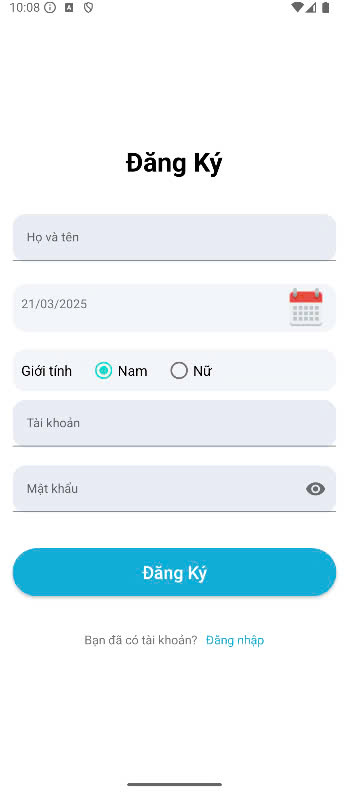 10:08
Đăng Ký
Họ và tên
21/03/2025
Giới tính Nam Nữ
Tài khoản
Mật khẩu
Đăng Ký
Bạn đã có tài khoản? Đăng nhập